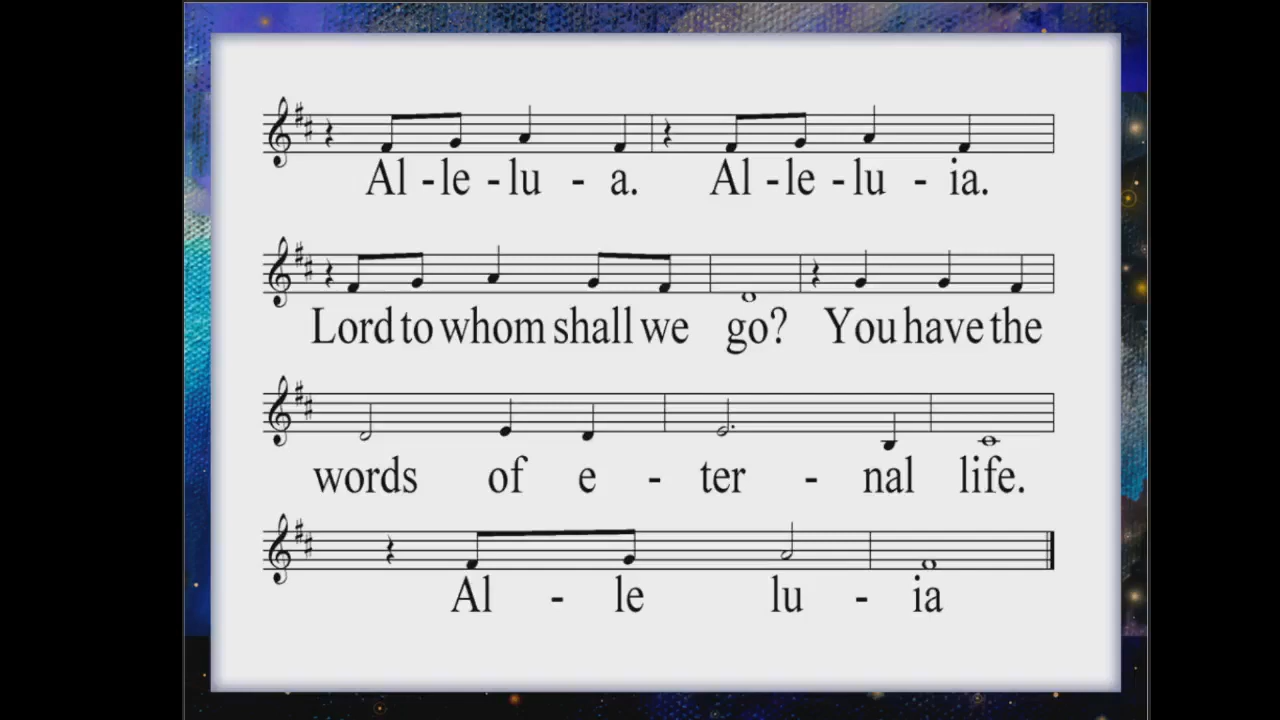 Al - le - lu - a. Al - le - lu - ia.
Lord to whom shall we go? You have the
words of e - ter - nal life.
Al - le lu - ia